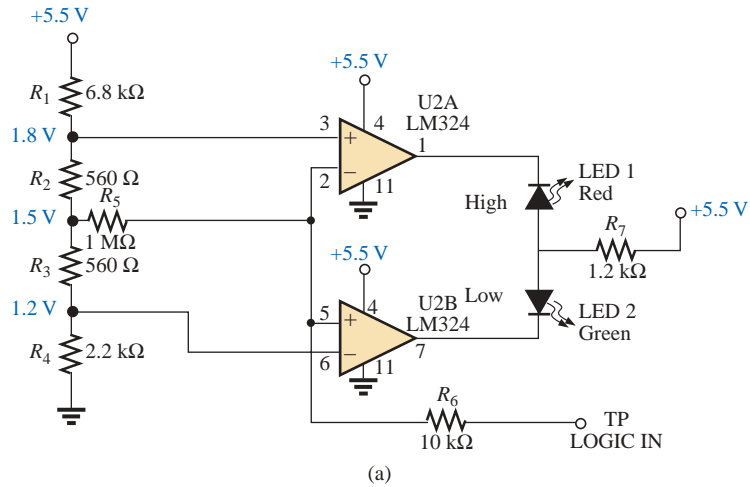 +5.5 V
R1
6.8 kΩ
1.8 V
R2
560 Ω
1.5 V
R5
1 MΩ
R3
560 Ω
1.2 V
R4
2.2 kΩ
+5.5 V
U2A
LM324
3
+
4
1
2
−
11
+5.5 V
U2B
LM324
5
+
4
7
6
−
11
High
LED 1
Red
+5.5 V
R7
1.2 kΩ
Low
LED 2
Green
R6
10 kΩ
TP
LOGIC IN
(a)